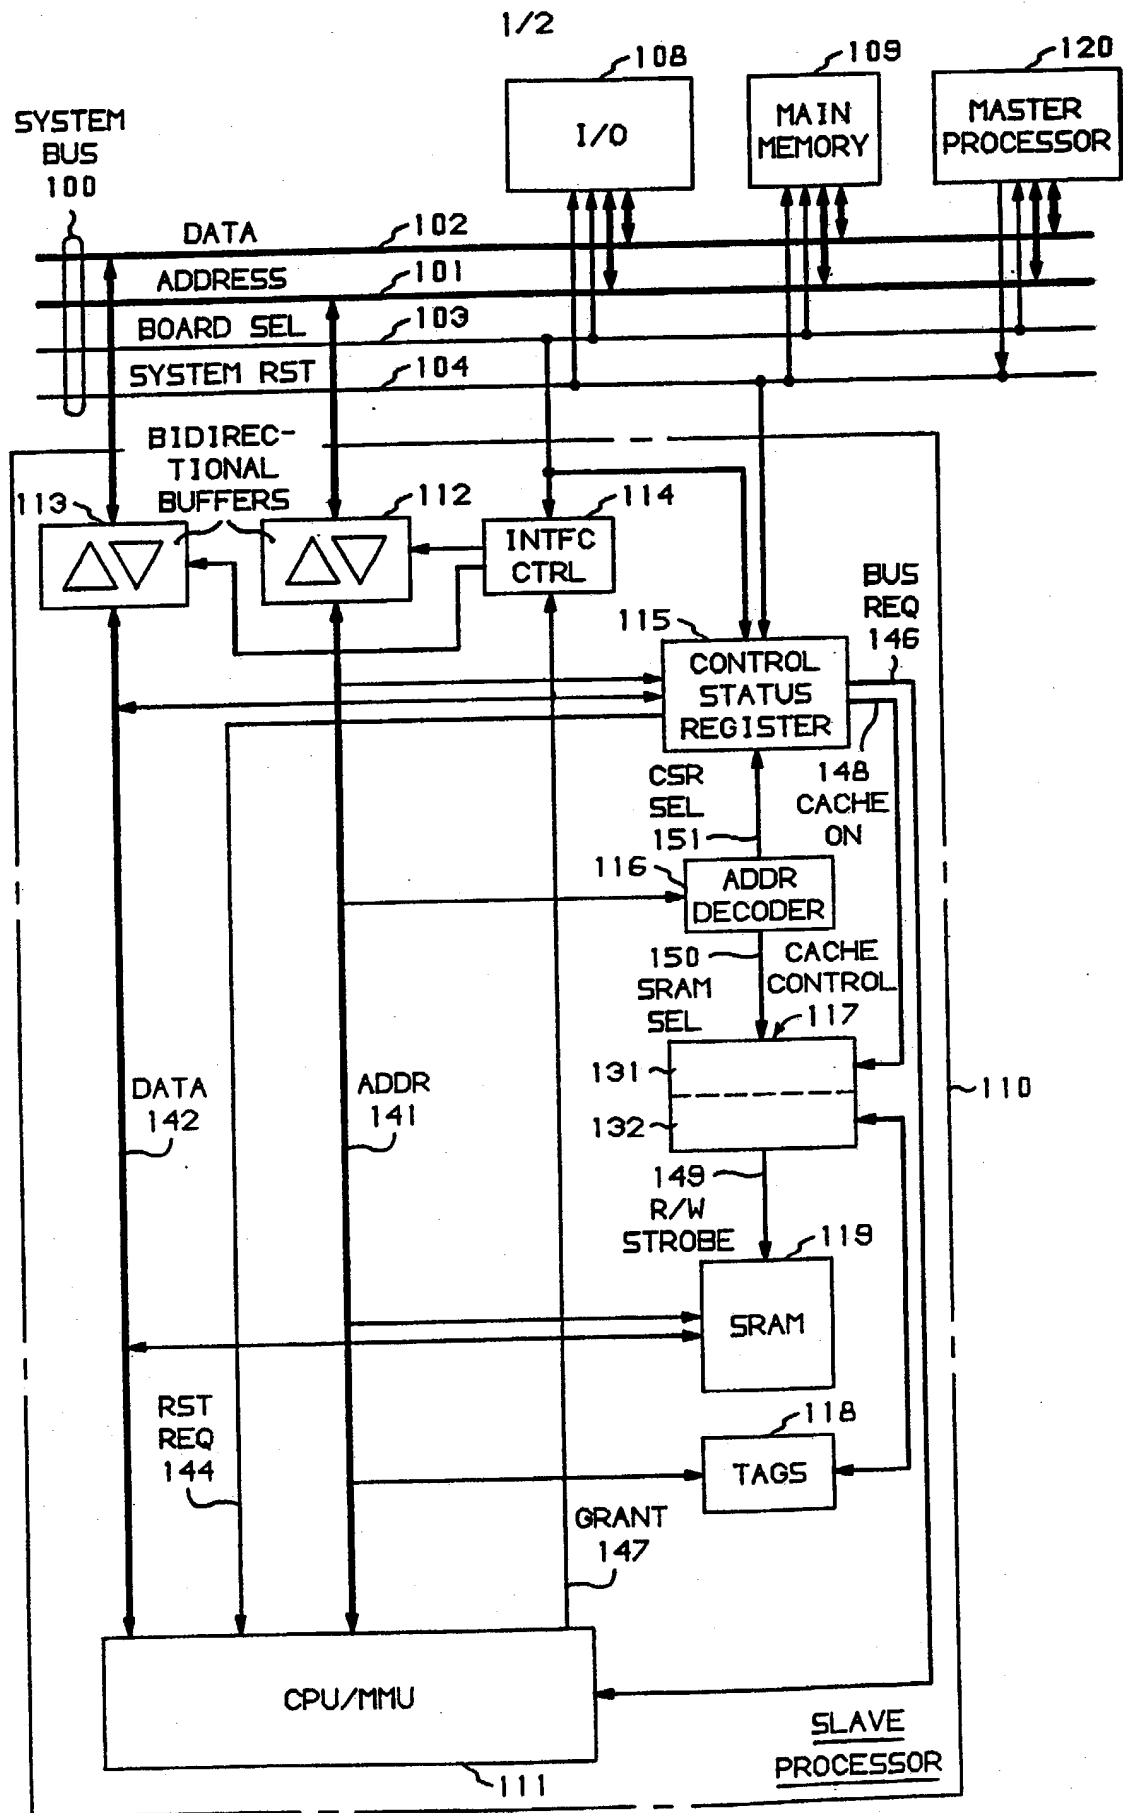 1/2
108
109
120
SYSTEM
BUS
100
I/O
MAIN
MEMORY
MASTER
PROCESSOR
DATA
102
ADDRESS
101
BOARD SEL
103
SYSTEM RST
104
BIDIREC-
TIONAL
BUFFERS
113
112
114
INTFC
CTRL
BUS
REQ
146
115
CONTROL
STATUS
REGISTER
CSR
SEL
151
148
CACHE
ON
116
ADDR
DECODER
150
SRAM
SEL
CACHE
CONTROL
117
131
132
110
DATA
142
ADDR
141
149
R/W
STROBE
119
SRAM
RST
REQ
144
118
TAGS
GRANT
147
CPU/MMU
111
SLAVE
PROCESSOR